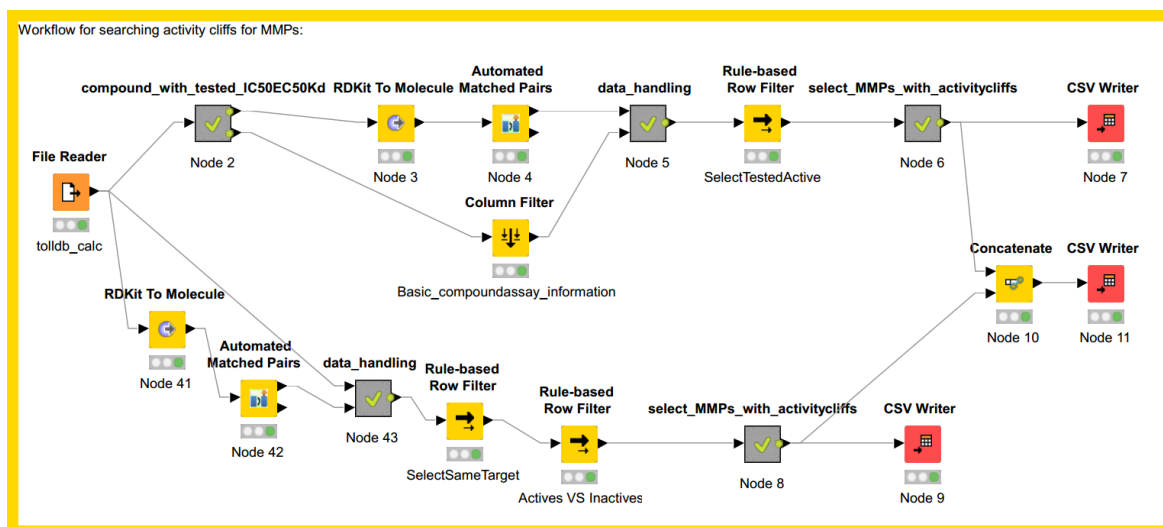 Workflow for searching activity cliffs for MMPs:
compound_with_tested_IC50EC50Kd
Node 2
RDKit To Molecule
Node 3
Automated
Matched Pairs
Node 4
data_handling
Node 5
Rule-based
Row Filter
SelectTestedActive
select_MMPs_with_activitycliffs
Node 6
CSV Writer
Node 7
File Reader
tolldb_calc
Column Filter
Basic_compoundassay_information
Concatenate
Node 10
CSV Writer
Node 11
RDKit To Molecule
Node 41
Automated
Matched Pairs
Node 42
data_handling
Node 43
Rule-based
Row Filter
SelectSameTarget
Rule-based
Row Filter
Actives VS Inactives
select_MMPs_with_activitycliffs
Node 8
CSV Writer
Node 9